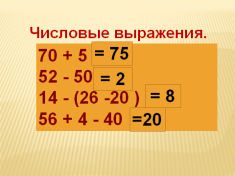 Числовые выражения.
70 + 5 = 75
52 - 50 = 2
14 - (26 -20 ) = 8
56 + 4 - 40 =20